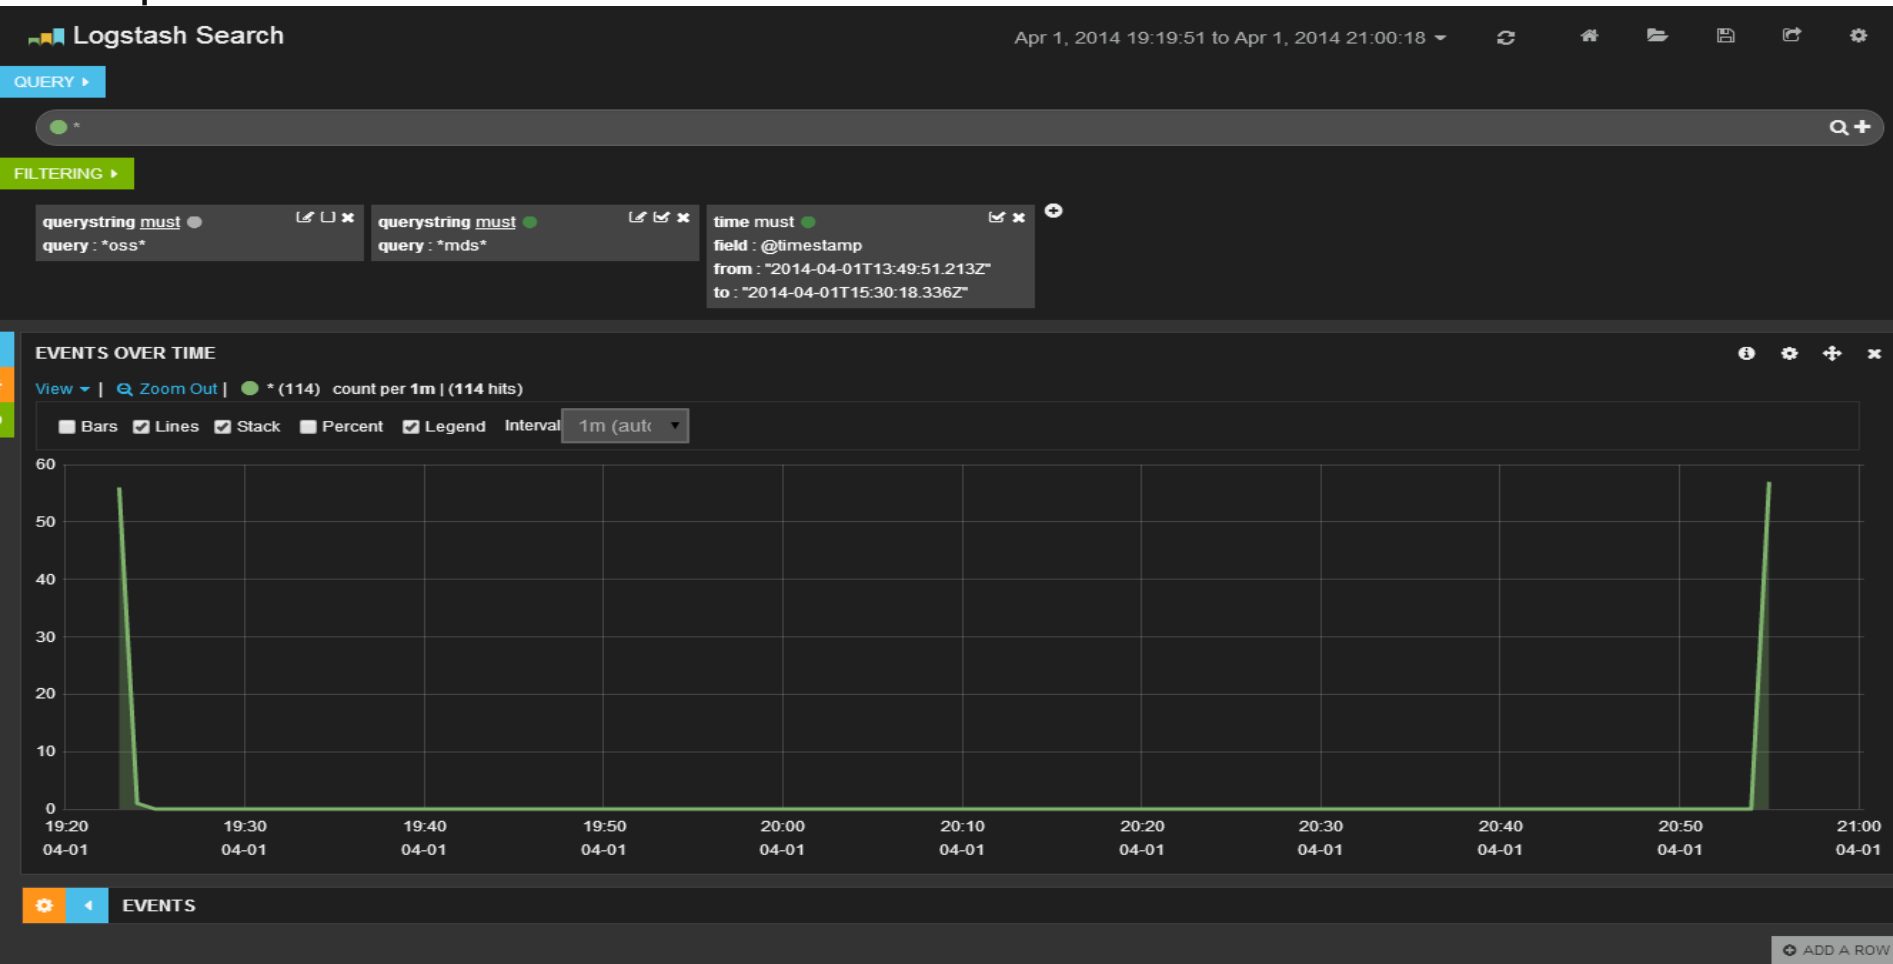 Logstash Search
Apr 1, 2014 19:19:51 to Apr 1, 2014 21:00:18
QUERY
*
FILTERING
querystring must
query : *oss*
querystring must
query : *mds*
time must
field : @timestamp
from : "2014-04-01T13:49:51.213Z"
to : "2014-04-01T15:30:18.336Z"
EVENTS OVER TIME
View | Zoom Out | * (114) count per 1m | (114 hits)
Bars Lines Stack Percent Legend Interval 1m (aut
60
50
40
30
20
10
0
19:20 19:30 19:40 19:50 20:00 20:10 20:20 20:30 20:40 20:50 21:00
04-01 04-01 04-01 04-01 04-01 04-01 04-01 04-01 04-01 04-01 04-01
EVENTS
ADD A ROW